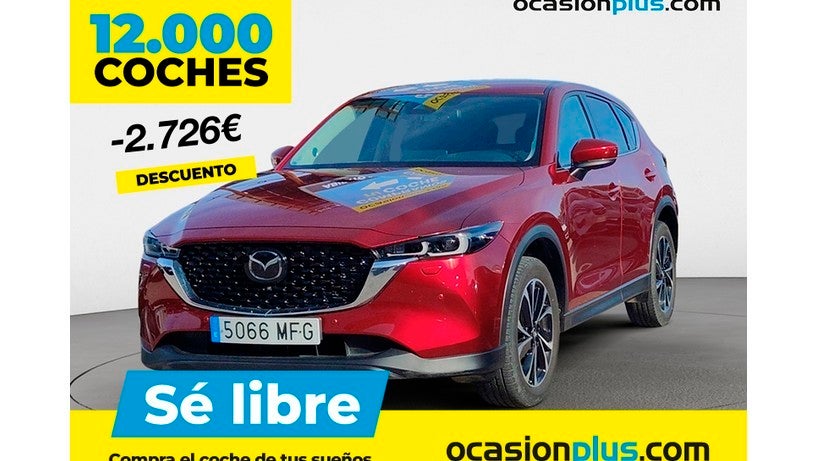 ocasionplus.com
12.000
COCHES
-2.726€
DESCUENTO
5066 MFG
Sé libre
Compra el coche de tus sueños
ocasionplus.com